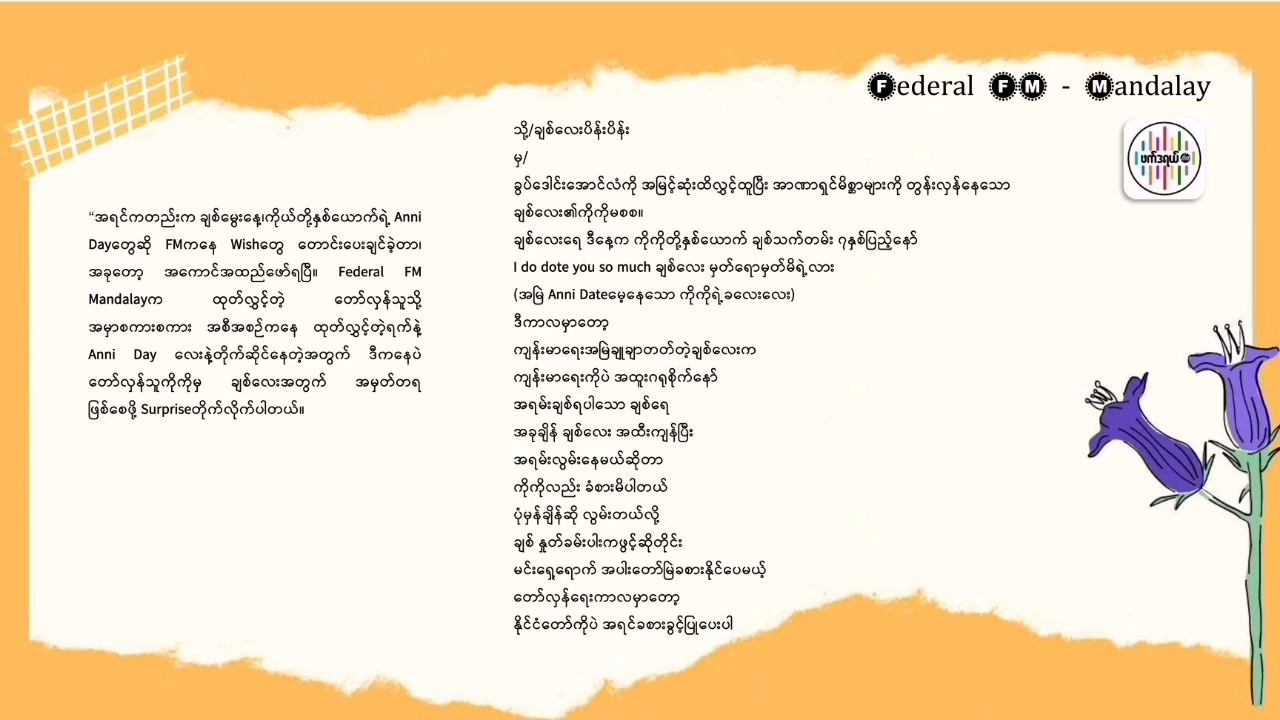 Federal FM - Mandalay
ဖက်ဒရယ်
“အရင်ကတည်းက ချစ်မွေးနေ့၊ကိုယ်တို့နှစ်ယောက်ရဲ့ Anni
Dayတွေဆို FMကနေ Wishတွေ တောင်းပေးချင်ခဲ့တာ၊
အခုတော့ အကောင်အထည်ဖော်ရပြီ။ Federal FM
Mandalayက ထုတ်လွှင့်တဲ့ တော်လှန်သူသို့
အမှာစကားစကား အစီအစဉ်ကနေ ထုတ်လွှင့်တဲ့ရက်နဲ့
Anni Day လေးနဲ့တိုက်ဆိုင်နေတဲ့အတွက် ဒီကနေပဲ
တော်လှန်သူကိုကိုမှ ချစ်လေးအတွက် အမှတ်တရ
ဖြစ်စေဖို့ Surpriseတိုက်လိုက်ပါတယ်။
သို့/ချစ်လေးပိန်းပိန်း
မှ/
ခွပ်ဒေါင်းအောင်လံကို အမြင့်ဆုံးထိလွှင့်ထူပြီး အာဏာရှင်မိစ္ဆာများကို တွန်းလှန်နေသော
ချစ်လေး၏ကိုကိုမစစ။
ချစ်လေးရေ ဒီနေ့က ကိုကိုတို့နှစ်ယောက် ချစ်သက်တမ်း ၇နှစ်ပြည့်နော်
I do dote you so much ချစ်လေး မှတ်ရောမှတ်မိရဲ့လား
(အမြဲ Anni Dateမေ့နေသော ကိုကိုရဲ့ခလေးလေး)
ဒီကာလမှာတော့
ကျန်းမာရေးအမြဲချူချာတတ်တဲ့ချစ်လေးက
ကျန်းမာရေးကိုပဲ အထူးဂရုစိုက်နော်
အရမ်းချစ်ရပါသော ချစ်ရေ
အခုချိန် ချစ်လေး အထီးကျန်ပြီး
အရမ်းလွမ်းနေမယ်ဆိုတာ
ကိုကိုလည်း ခံစားမိပါတယ်
ပုံမှန်ချိန်ဆို လွမ်းတယ်လို့
ချစ် နှုတ်ခမ်းပါးကဖွင့်ဆိုတိုင်း
မင်းရှေ့ရောက် အပါးတော်မြဲခစားနိုင်ပေမယ့်
တော်လှန်ရေးကာလမှာတော့
နိုင်ငံတော်ကိုပဲ အရင်ခစားခွင့်ပြုပေးပါ